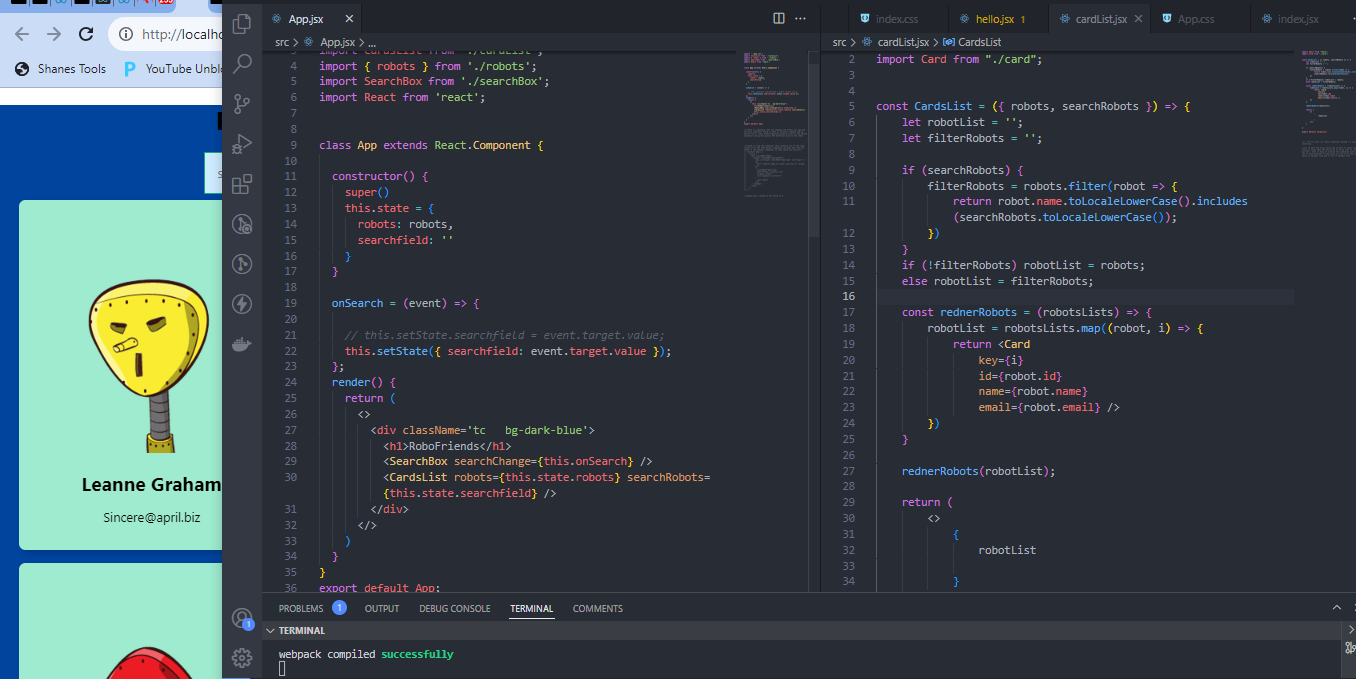 http://localho
Shanes Tools
YouTube Unbl
Leanne Graham
Sincere@april.biz
App.jsx
src > App.jsx > ...
3 import CardsList from './cardList';
4 import { robots } from './robots';
5 import SearchBox from './searchBox';
6 import React from 'react';
7
8
9 class App extends React.Component {
10
11 constructor() {
12 super()
13 this.state = {
14 robots: robots,
15 searchfield: ''
16 }
17 }
18
19 onSearch = (event) => {
20
21 // this.setState.searchfield = event.target.value;
22 this.setState({ searchfield: event.target.value });
23 };
24 render() {
25 return (
26 <>
27 <div className='tc   bg-dark-blue'>
28 <h1>RoboFriends</h1>
29 <SearchBox searchChange={this.onSearch} />
30 <CardsList robots={this.state.robots} searchRobots=
{this.state.searchfield} />
31 </div>
32 </>
33 )
34 }
35 }
36 export default App;
index.css
hello.jsx 1
cardList.jsx
App.css
index.jsx
src > cardList.jsx > CardsList
2 import Card from "./card";
3
4
5 const CardsList = ({ robots, searchRobots }) => {
6 let robotList = '';
7 let filterRobots = '';
8
9 if (searchRobots) {
10 filterRobots = robots.filter(robot => {
11 return robot.name.toLocaleLowerCase().includes
(searchRobots.toLocaleLowerCase());
12 })
13 }
14 if (!filterRobots) robotList = robots;
15 else robotList = filterRobots;
16
17 const rednerRobots = (robotsLists) => {
18 robotList = robotsLists.map((robot, i) => {
19 return <Card
20 key={i}
21 id={robot.id}
22 name={robot.name}
23 email={robot.email} />
24 })
25 }
26
27 rednerRobots(robotList);
28
29 return (
30 <>
31 {
32 robotList
33
34 }
PROBLEMS 1
OUTPUT
DEBUG CONSOLE
TERMINAL
COMMENTS
TERMINAL
webpack compiled successfully
1